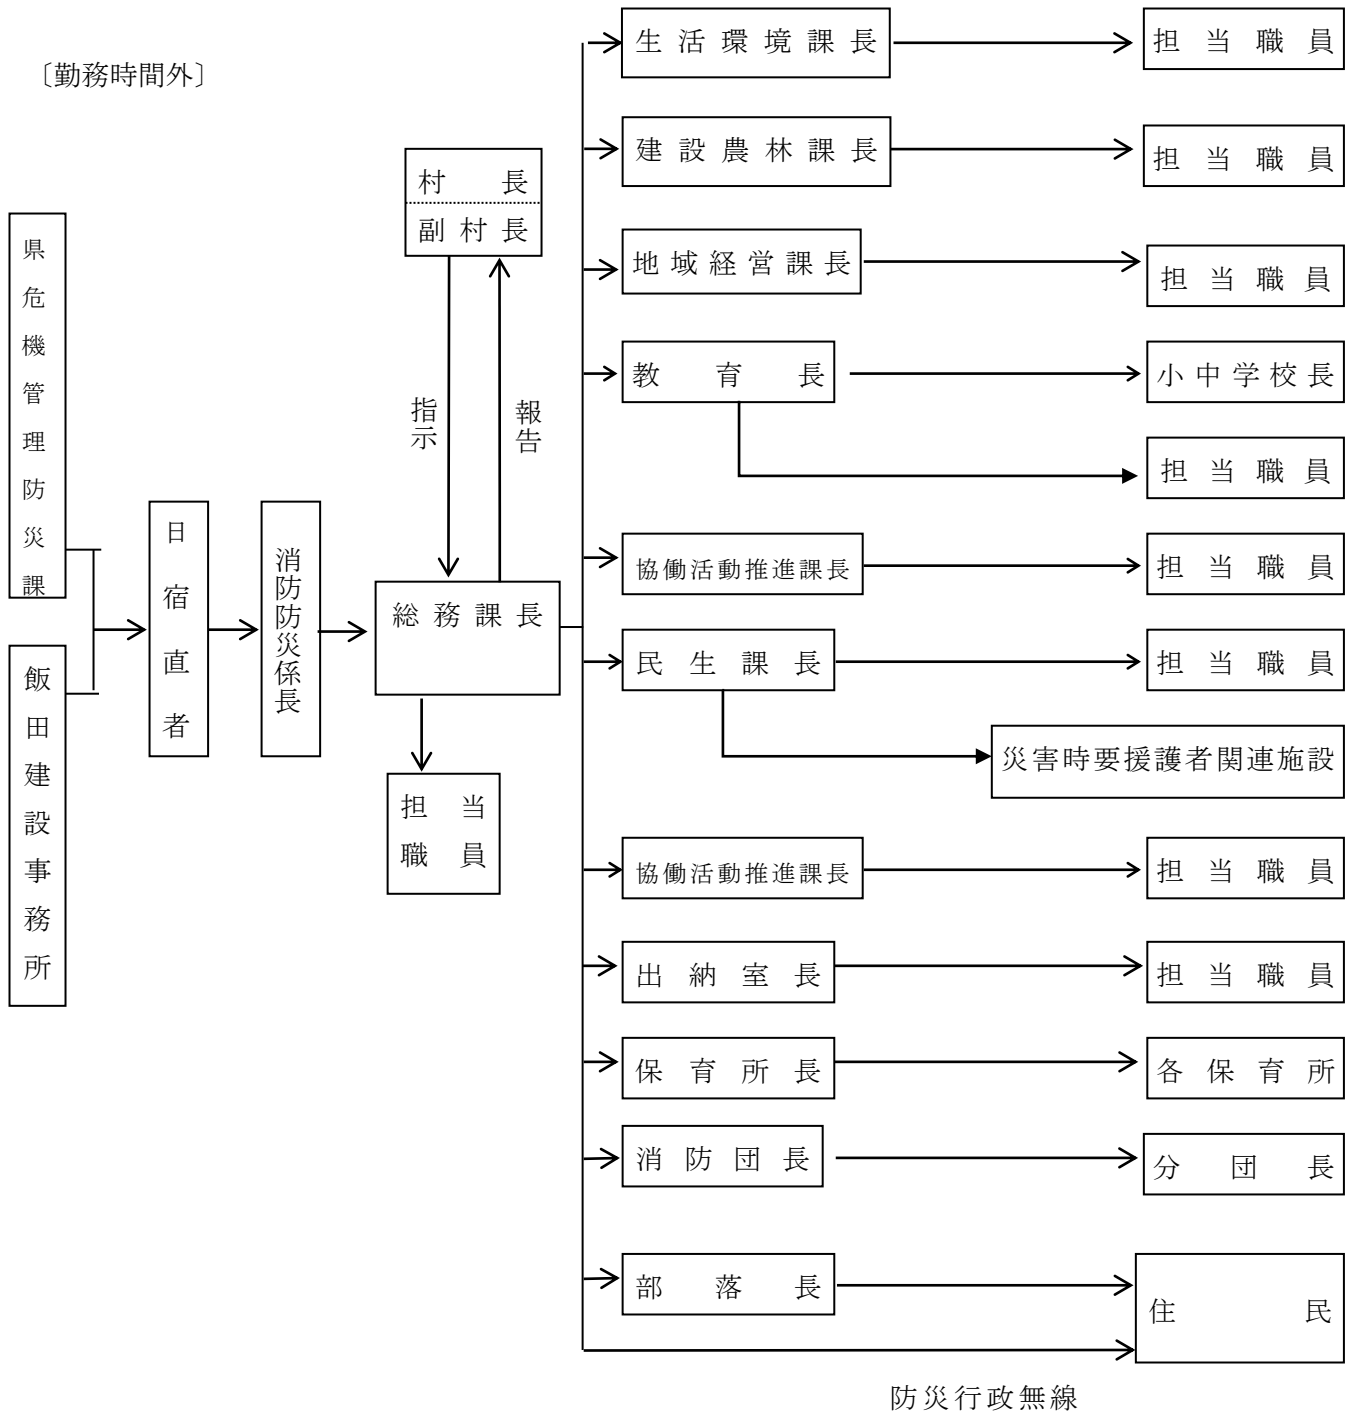 〔勤務時間外〕
県危機管理防災課
飯田建設事務所
日宿直者
消防防災係長
村長
副村長
指示
報告
総務課長
担当
職員
生活環境課長
担当職員
建設農林課長
担当職員
地域経営課長
担当職員
教育長
小中学校長
担当職員
協働活動推進課長
担当職員
民生課長
担当職員
災害時要援護者関連施設
協働活動推進課長
担当職員
出納室長
担当職員
保育所長
各保育所
消防団長
分団長
部落長
住民
防災行政無線